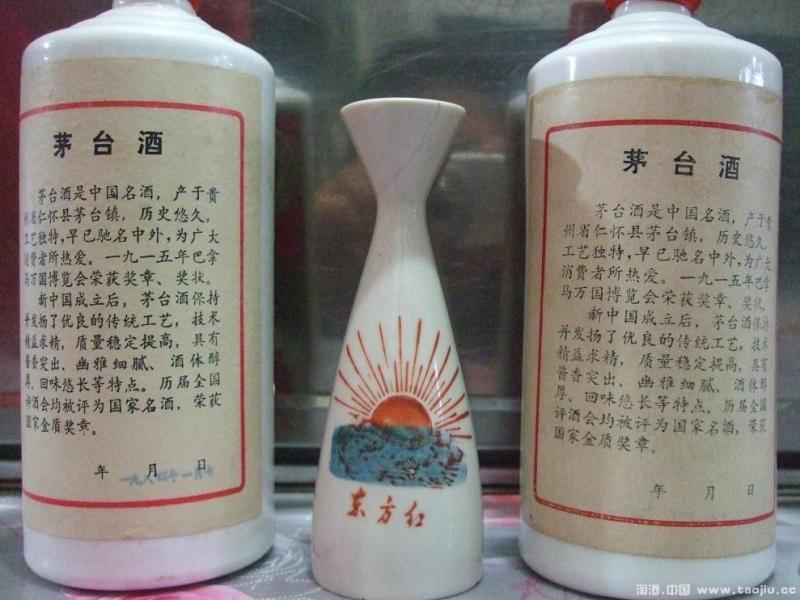 茅台酒
茅台酒是中国名酒，产于贵
州省仁怀县茅台镇，历史悠久，
工艺独特，早已驰名中外，为广大
消费者所热爱。一九一五年巴拿
马万国博览会荣获奖章、奖状。
新中国成立后，茅台酒保持
并发扬了优良的传统工艺，技术
精益求精，质量稳定提高，具有
酱香突出、幽雅细腻、酒体醇
厚、回味悠长等特点。历届全国
评酒会均被评为国家名酒，荣获
国家金质奖章。
年 月 日
东方红
茅台酒
茅台酒是中国名酒，产于贵
州省仁怀县茅台镇，历史悠久，
工艺独特，早已驰名中外，为广大
消费者所热爱。一九一五年巴拿
马万国博览会荣获奖章、奖状。
新中国成立后，茅台酒保持
并发扬了优良的传统工艺，技术
精益求精，质量稳定提高，具有
酱香突出、幽雅细腻、酒体醇
厚、回味悠长等特点。历届全国
评酒会均被评为国家名酒，荣获
国家金质奖章。
年 月 日
淘酒.中国 www.taojiu.cc